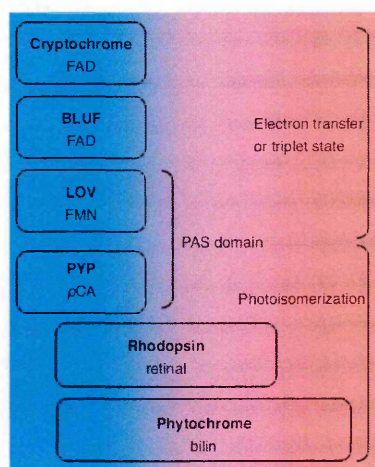 Cryptochrome
FAD
BLUF
FAD
Electron transfer
or triplet state
LOV
FMN
PAS domain
PYP
pCA
Photoisomerization
Rhodopsin
retinal
Phytochrome
bilin